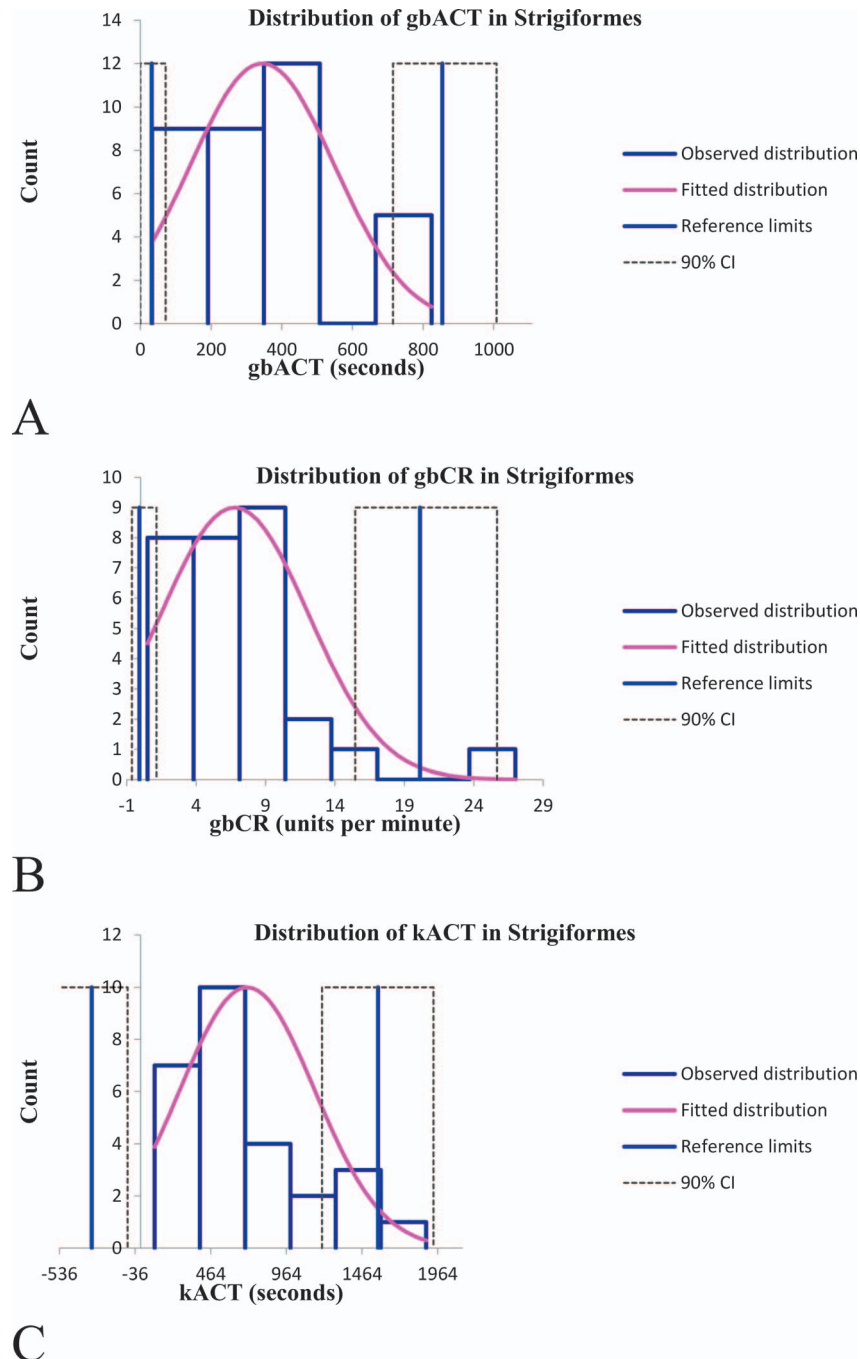 Distribution of gbACT in Strigiformes
14
12
10
8
6
4
2
0
Count
0 200 400 600 800 1000
gbACT (seconds)
Observed distribution
Fitted distribution
Reference limits
90% CI
A
Distribution of gbCR in Strigiformes
10
9
8
7
6
5
4
3
2
1
0
Count
-1 4 9 14 19 24 29
gbCR (units per minute)
Observed distribution
Fitted distribution
Reference limits
90% CI
B
Distribution of kACT in Strigiformes
12
10
8
6
4
2
0
Count
-536 -36 464 964 1464 1964
kACT (seconds)
Observed distribution
Fitted distribution
Reference limits
90% CI
C